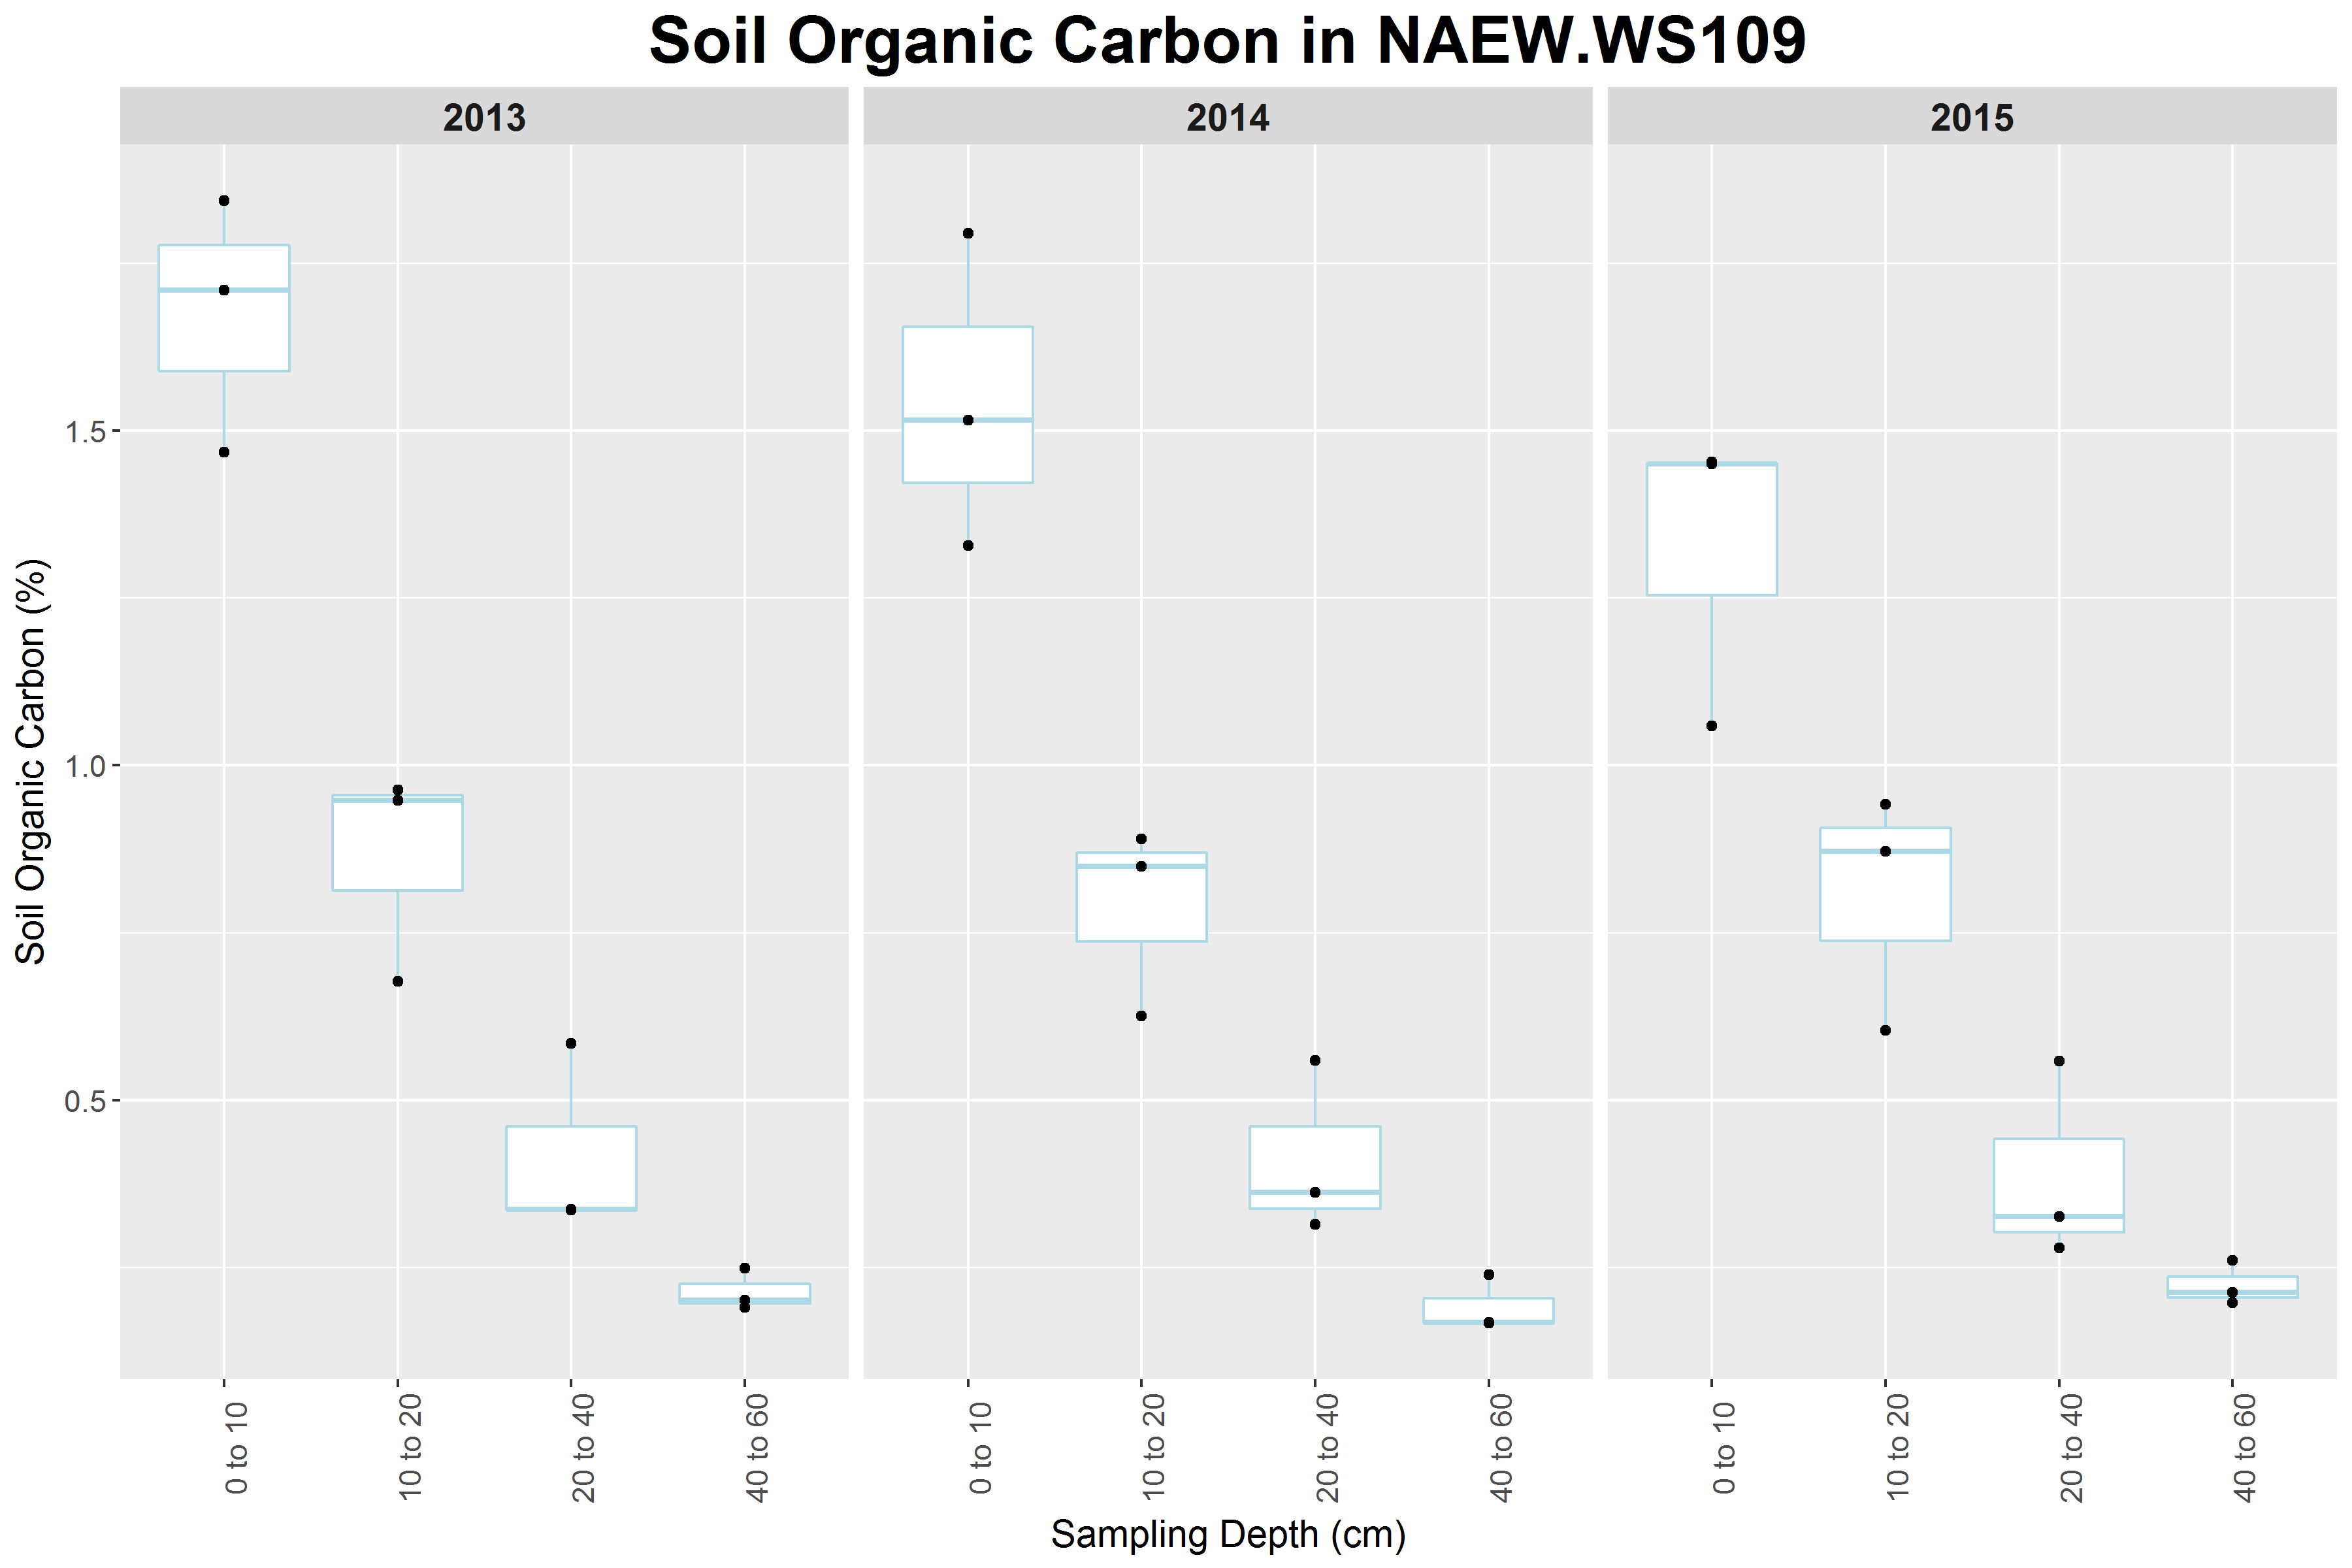 Soil Organic Carbon in NAEW.WS109
2013
2014
2015
Soil Organic Carbon (%)
1.5
1.0
0.5
0 to 10
10 to 20
20 to 40
40 to 60
0 to 10
10 to 20
20 to 40
40 to 60
0 to 10
10 to 20
20 to 40
40 to 60
Sampling Depth (cm)